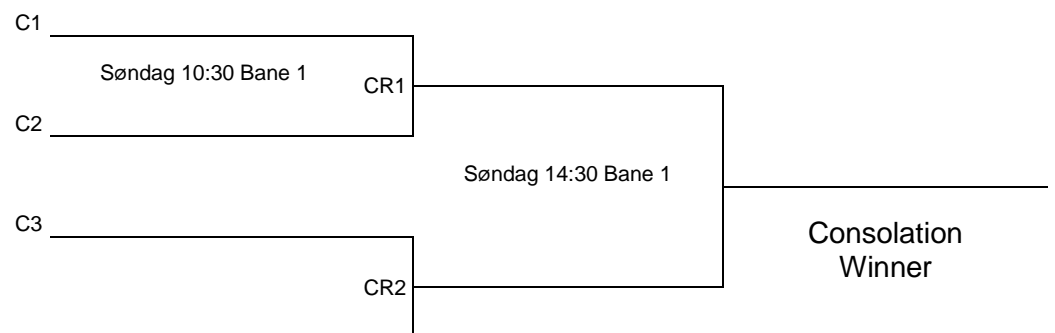 C1
Søndag 10:30 Bane 1
CR1
C2
Søndag 14:30 Bane 1
C3
Consolation
Winner
CR2